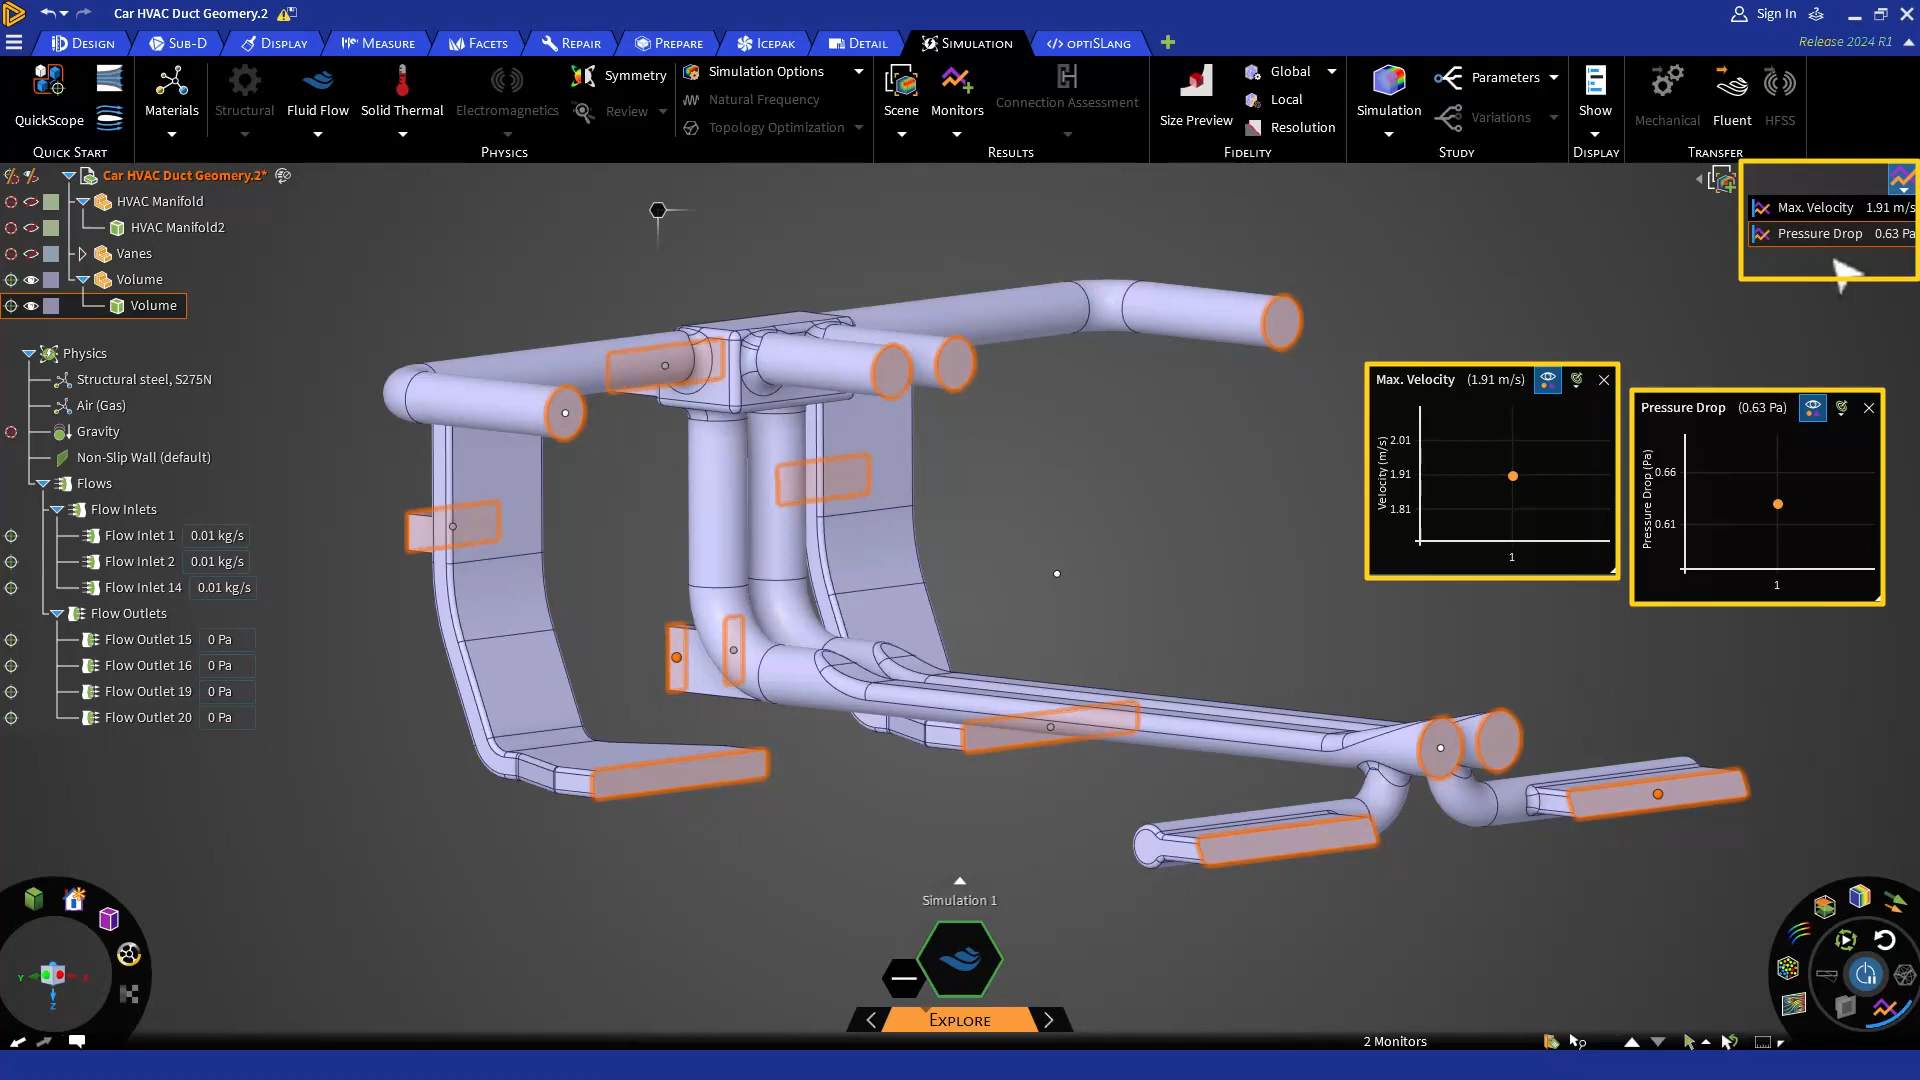 Car HVAC Duct Geomery.2
Sign In
Design
Sub-D
Display
Measure
Facets
Repair
Prepare
Icepak
Detail
Simulation
optiSLang
Release 2024 R1
QuickScope
Quick Start
Materials
Structural
Fluid Flow
Solid Thermal
Electromagnetics
Symmetry
Review
Simulation Options
Natural Frequency
Topology Optimization
Physics
Scene
Monitors
Connection Assessment
Results
Size Preview
Global
Local
Resolution
Fidelity
Simulation
Parameters
Variations
Study
Show
Display
Mechanical
Fluent
HFSS
Transfer
Car HVAC Duct Geomery.2*
HVAC Manifold
HVAC Manifold2
Vanes
Volume
Volume
Physics
Structural steel, S275N
Air (Gas)
Gravity
Non-Slip Wall (default)
Flows
Flow Inlets
Flow Inlet 1 0.01 kg/s
Flow Inlet 2 0.01 kg/s
Flow Inlet 14 0.01 kg/s
Flow Outlets
Flow Outlet 15 0 Pa
Flow Outlet 16 0 Pa
Flow Outlet 19 0 Pa
Flow Outlet 20 0 Pa
Max. Velocity 1.91 m/s
Pressure Drop 0.63 Pa
Max. Velocity (1.91 m/s)
Velocity (m/s)
2.01
1.91
1.81
1
Pressure Drop (0.63 Pa)
Pressure Drop (Pa)
0.66
0.61
1
Simulation 1
Explore
Y
X
Z
2 Monitors